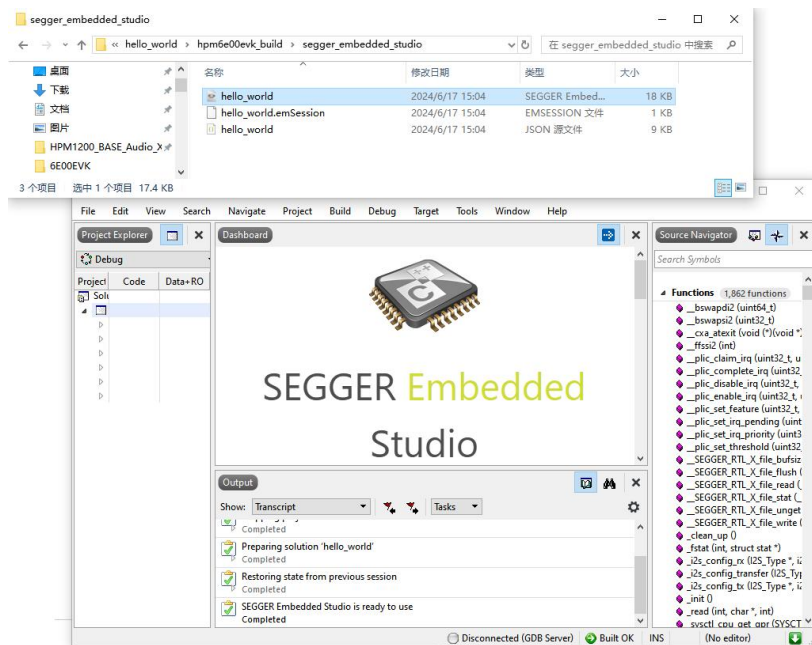 segger_embedded_studio
« hello_world › hpm6e00evk_build › segger_embedded_studio
在 segger_embedded_studio 中搜索
桌面
下载
文档
图片
HPM1200_BASE_Audio_X
6E00EVK
名称 修改日期 类型 大小
hello_world 2024/6/17 15:04 SEGGER Embed... 18 KB
hello_world.emSession 2024/6/17 15:04 EMSESSION 文件 1 KB
hello_world 2024/6/17 15:04 JSON 源文件 9 KB
3 个项目 选中 1 个项目 17.4 KB
File Edit View Search Navigate Project Build Debug Target Tools Window Help
Project Explorer
Debug
Project Code Data+RO
Solu
Dashboard
SEGGER Embedded
Studio
Output
Show: Transcript Tasks
Completed
Preparing solution 'hello_world'
Completed
Restoring state from previous session
Completed
SEGGER Embedded Studio is ready to use
Completed
Source Navigator
Search Symbols
Functions 1,862 functions
__bswapdi2 (uint64_t)
__bswapsi2 (uint32_t)
__cxa_atexit (void (*)(void *)
__ffssi2 (int)
__plic_claim_irq (uint32_t, u
__plic_complete_irq (uint32_
__plic_disable_irq (uint32_t,
__plic_enable_irq (uint32_t, u
__plic_set_feature (uint32_t,
__plic_set_irq_pending (uint
__plic_set_irq_priority (uint3
__plic_set_threshold (uint32
__SEGGER_RTL_X_file_bufsiz
__SEGGER_RTL_X_file_flush (
__SEGGER_RTL_X_file_read (_
__SEGGER_RTL_X_file_stat (_
__SEGGER_RTL_X_file_unget
__SEGGER_RTL_X_file_write (
_clean_up ()
_fstat (int, struct stat *)
_i2s_config_rx (I2S_Type *, i2
_i2s_config_transfer (I2S_Typ
_i2s_config_tx (I2S_Type *, i2
_init ()
_read (int, char *, int)
_sysctl_cpu_get_gpr (SYSCT
Disconnected (GDB Server) Built OK INS (No editor)